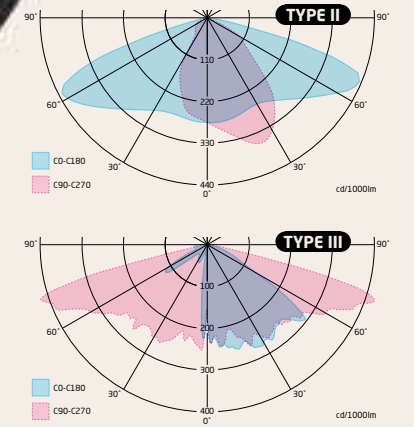 TYPE II
90° 90°
110
220
60° 60°
330
C0-C180
30° 30°
C90-C270
440
0°
cd/1000lm
TYPE III
90° 90°
100
200
60° 60°
300
C0-C180
30° 30°
C90-C270
400
0°
cd/1000lm